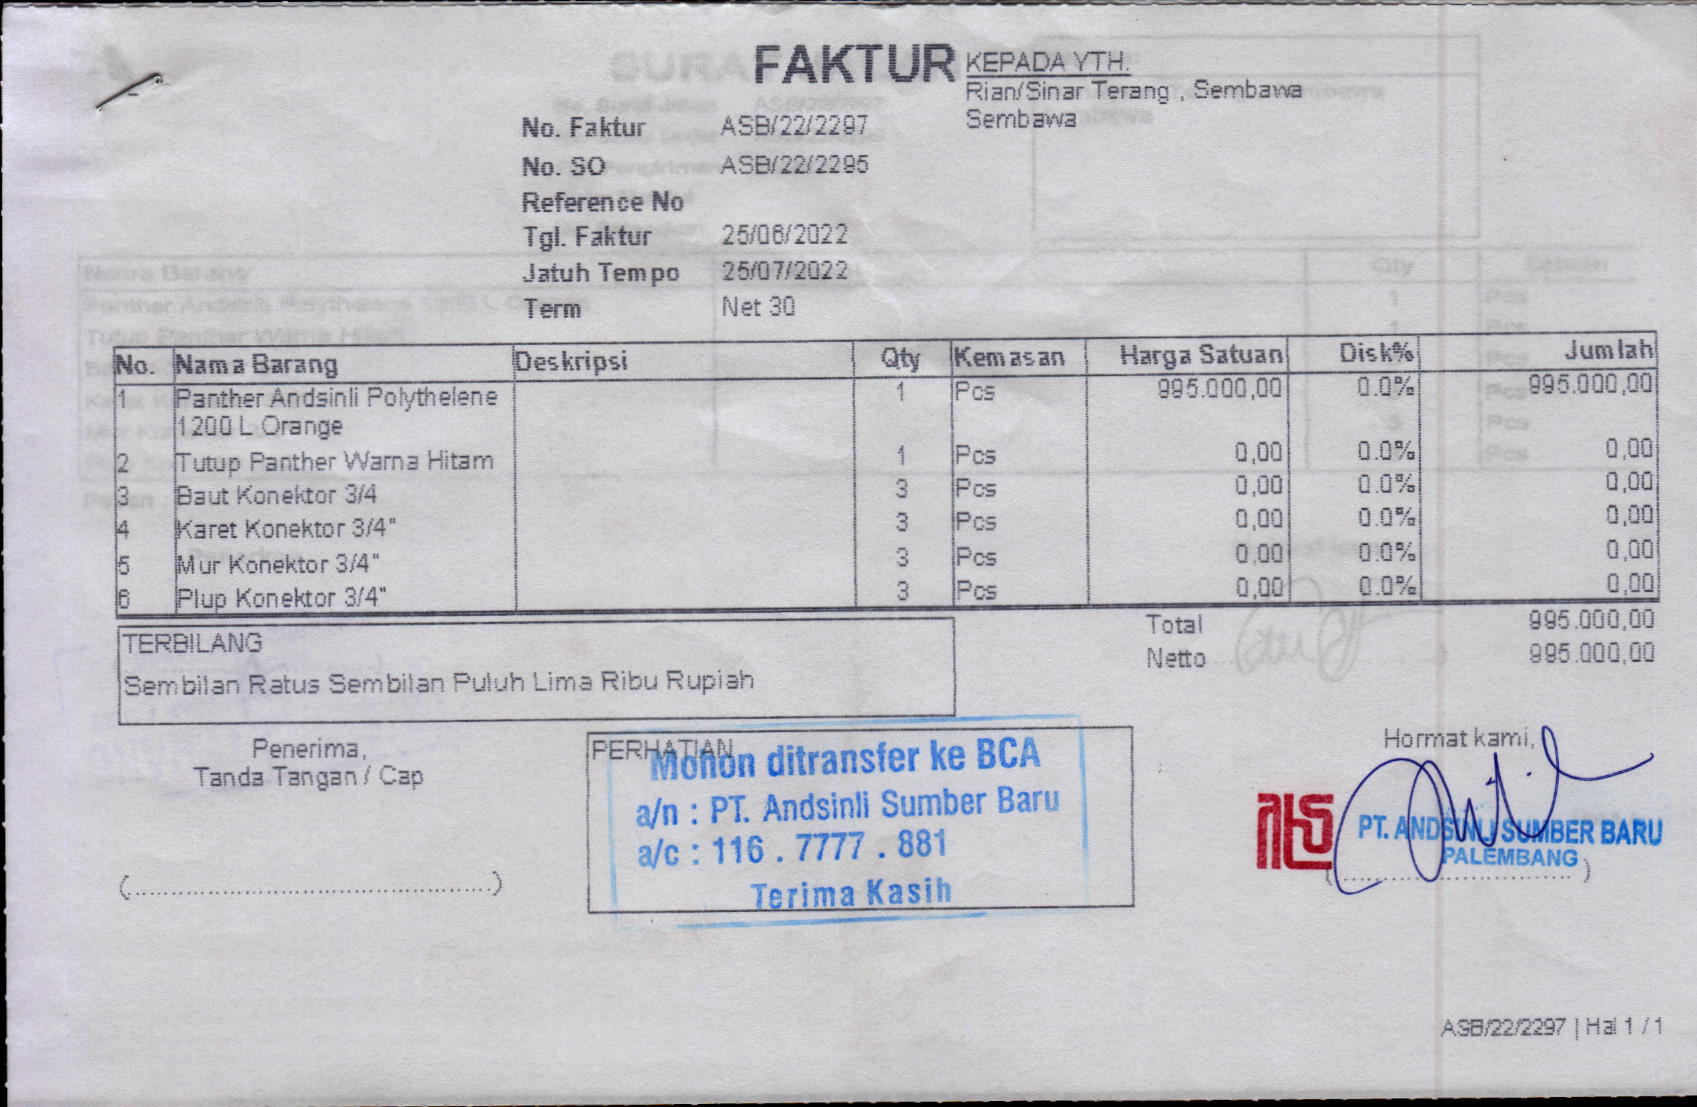 FAKTUR
KEPADA YTH.
Rian/Sinar Terang , Sembawa
Sembawa
No. Faktur ASB/22/2297
No. SO ASB/22/2295
Reference No
Tgl. Faktur 25/06/2022
Jatuh Tempo 25/07/2022
Term Net 30
No. Nama Barang Deskripsi Qty Kemasan Harga Satuan Disk% Jumlah
1 Panther Andsinli Polythelene 1 Pcs 995.000,00 0.0% 995.000,00
1200 L Orange
2 Tutup Panther Warna Hitam 1 Pcs 0,00 0.0% 0,00
3 Baut Konektor 3/4 3 Pcs 0,00 0.0% 0,00
4 Karet Konektor 3/4" 3 Pcs 0,00 0.0% 0,00
5 Mur Konektor 3/4" 3 Pcs 0,00 0.0% 0,00
6 Plup Konektor 3/4" 3 Pcs 0,00 0.0% 0,00
Total 995.000,00
Netto 995.000,00
TERBILANG
Sembilan Ratus Sembilan Puluh Lima Ribu Rupiah
Penerima,
Tanda Tangan / Cap
(...............................................)
PERHATIAN
Mohon ditransfer ke BCA
a/n : PT. Andsinli Sumber Baru
a/c : 116 . 7777 . 881
Terima Kasih
Hormat kami,
PT. ANDSINLI SUMBER BARU
PALEMBANG
ASB/22/2297 | Hal 1 / 1